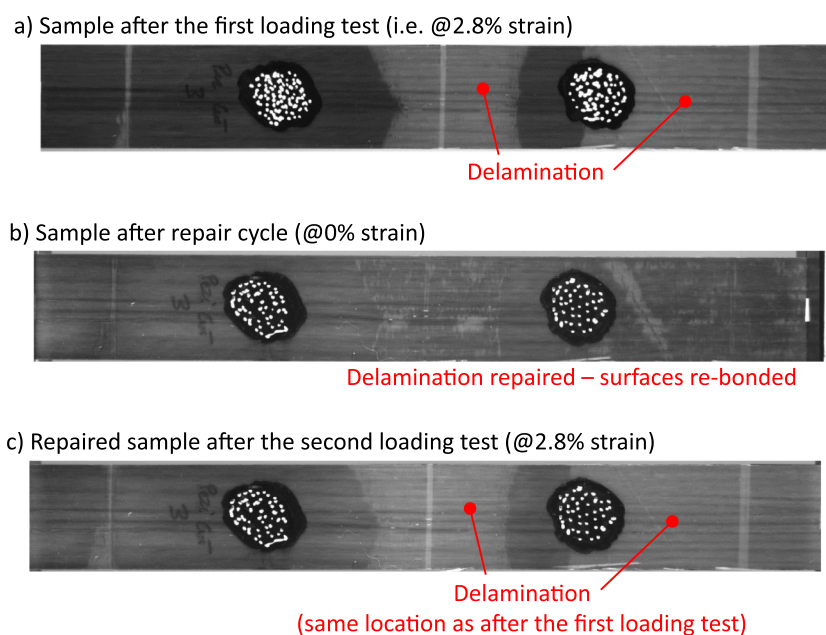 a) Sample after the first loading test (i.e. @2.8% strain)
Delamination
b) Sample after repair cycle (@0% strain)
Delamination repaired – surfaces re-bonded
c) Repaired sample after the second loading test (@2.8% strain)
Delamination
(same location as after the first loading test)